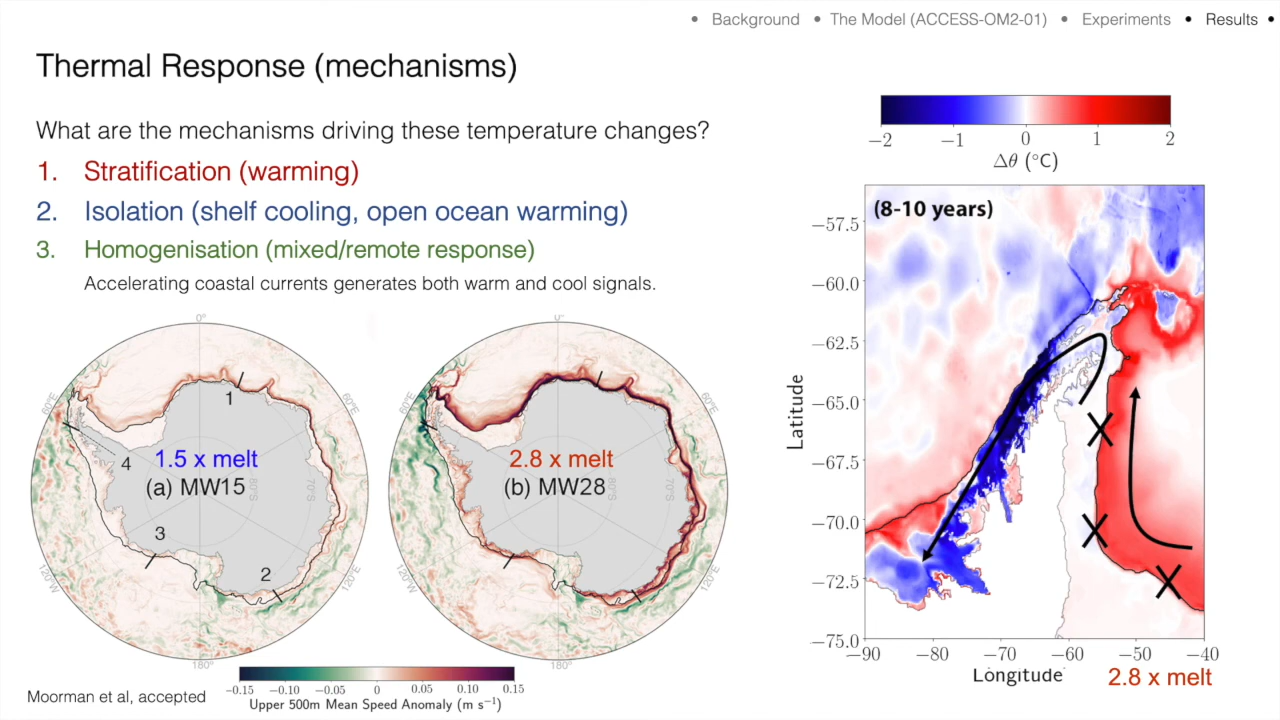 • Background • The Model (ACCESS-OM2-01) • Experiments • Results •
Thermal Response (mechanisms)
What are the mechanisms driving these temperature changes?
1. Stratification (warming)
2. Isolation (shelf cooling, open ocean warming)
3. Homogenisation (mixed/remote response)
Accelerating coastal currents generates both warm and cool signals.
0°
60°E
60°W
1
4
1.5 x melt
(a) MW15
80°S
70°S
3
2
120°W
120°E
180°
0°
60°E
60°W
2.8 x melt
(b) MW28
80°S
70°S
120°W
120°E
180°
−0.15 −0.10 −0.05 0 0.05 0.10 0.15
Upper 500m Mean Speed Anomaly (m s⁻¹)
Moorman et al, accepted
−2 −1 0 1 2
Δθ (°C)
(8-10 years)
−57.5
−60.0
−62.5
−65.0
−67.5
−70.0
−72.5
−75.0
Latitude
−90 −80 −70 −60 −50 −40
Longitude
2.8 x melt